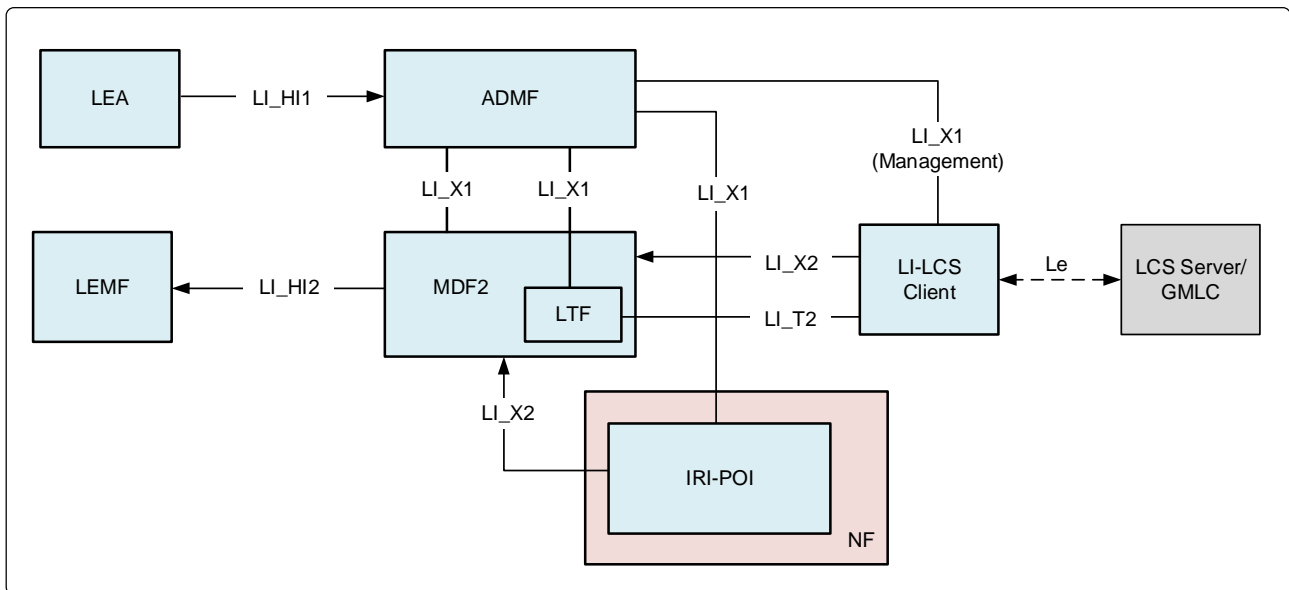 LEA
LI_HI1
ADMF
LI_X1
(Management)
LI_X1
LI_X1
LI_X1
LEMF
LI_HI2
MDF2
LTF
LI_X2
LI_T2
LI-LCS
Client
Le
LCS Server/
GMLC
LI_X2
IRI-POI
NF